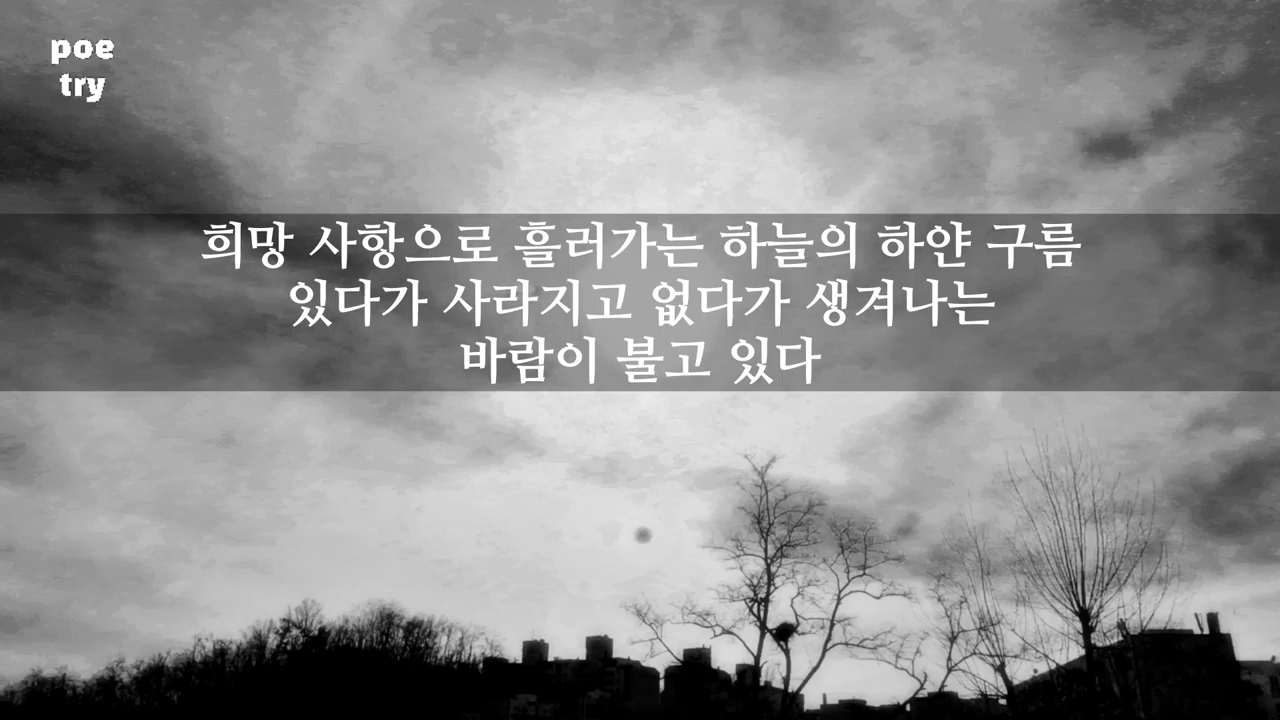 poe
try
희망 사항으로 흘러가는 하늘의 하얀 구름
있다가 사라지고 없다가 생겨나는
바람이 불고 있다